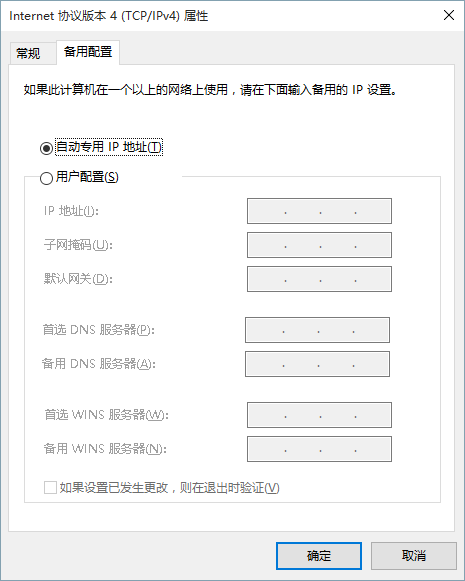 Internet 协议版本 4 (TCP/IPv4) 属性
常规
备用配置
如果此计算机在一个以上的网络上使用，请在下面输入备用的 IP 设置。
自动专用 IP 地址(T)
用户配置(S)
IP 地址(I):
子网掩码(U):
默认网关(D):
首选 DNS 服务器(P):
备用 DNS 服务器(A):
首选 WINS 服务器(W):
备用 WINS 服务器(N):
如果设置已发生更改，则在退出时验证(V)
确定
取消